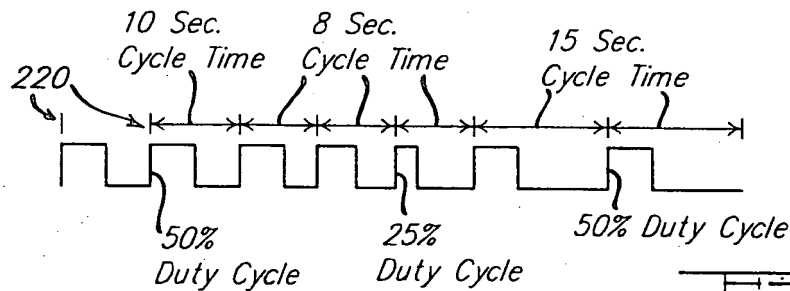 10 Sec.
Cycle Time
8 Sec.
Cycle Time
15 Sec.
Cycle Time
220
50%
Duty Cycle
25%
Duty Cycle
50% Duty Cycle